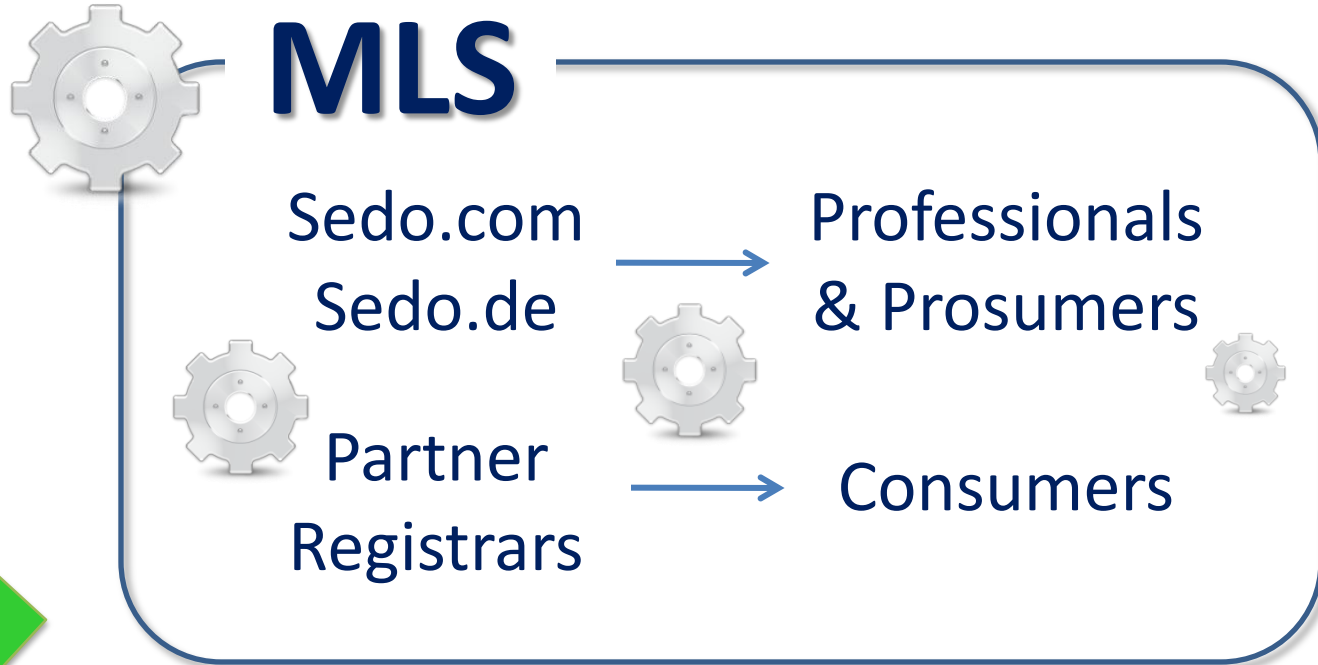 MLS
Sedo.com
Sedo.de
Professionals
& Prosumers
Partner
Registrars
Consumers